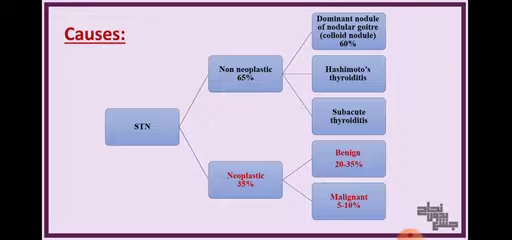 Causes:
STN
Non neoplastic
65%
Dominant nodule
of nodular goitre
(colloid nodule)
60%
Hashimoto's
thyroiditis
Subacute
thyroiditis
Neoplastic
35%
Benign
20-35%
Malignant
5-10%